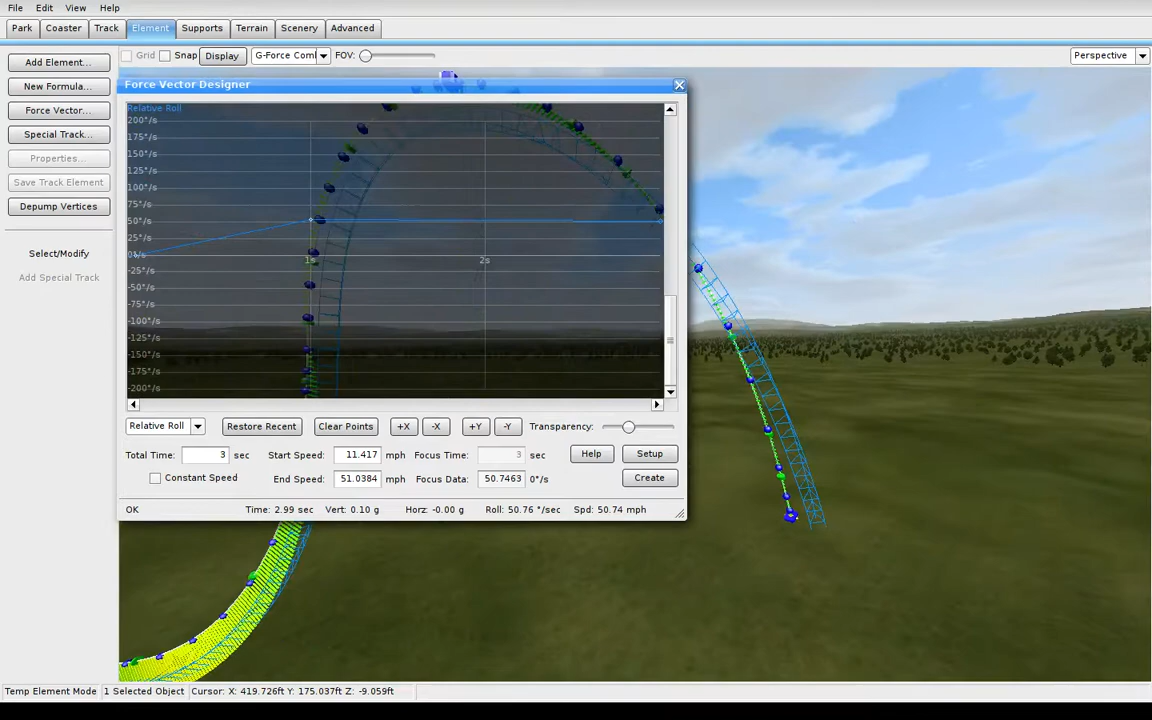 File Edit View Help
Park Coaster Track Element Supports Terrain Scenery Advanced
Add Element... Grid Snap Display G-Force Coml FOV: Perspective
New Formula...
Force Vector...
Special Track...
Properties...
Save Track Element
Depump Vertices
Select/Modify
Add Special Track
Force Vector Designer
Relative Roll
200°/s
175°/s
150°/s
125°/s
100°/s
75°/s
50°/s
25°/s
0°/s
1s 2s
-25°/s
-50°/s
-75°/s
-100°/s
-125°/s
-150°/s
-175°/s
-200°/s
Relative Roll Restore Recent Clear Points +X -X +Y -Y Transparency:
Total Time: 3 sec Start Speed: 11.417 mph Focus Time: 3 sec Help Setup
Constant Speed End Speed: 51.0384 mph Focus Data: 50.7463 0°/s Create
OK Time: 2.99 sec Vert: 0.10 g Horz: -0.00 g Roll: 50.76 °/sec Spd: 50.74 mph
Temp Element Mode 1 Selected Object Cursor: X: 419.726ft Y: 175.037ft Z: -9.059ft